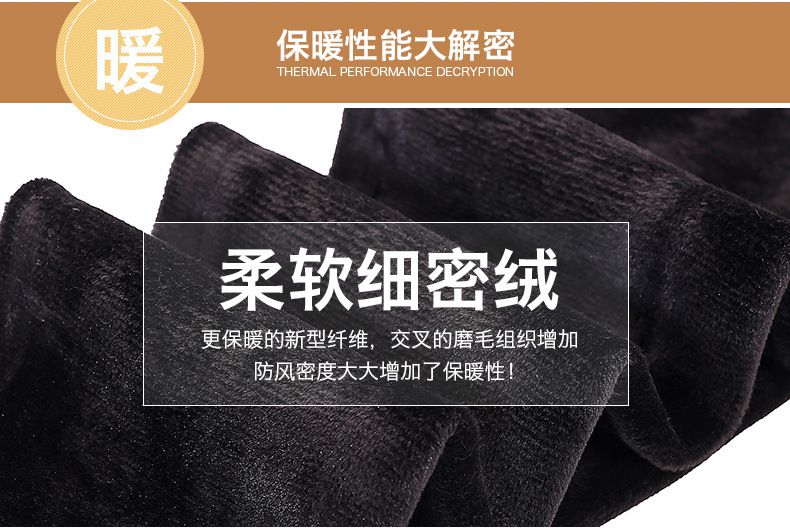 暖
保暖性能大解密
THERMAL PERFORMANCE DECRYPTION
柔软细密绒
更保暖的新型纤维，交叉的磨毛组织增加
防风密度大大增加了保暖性！